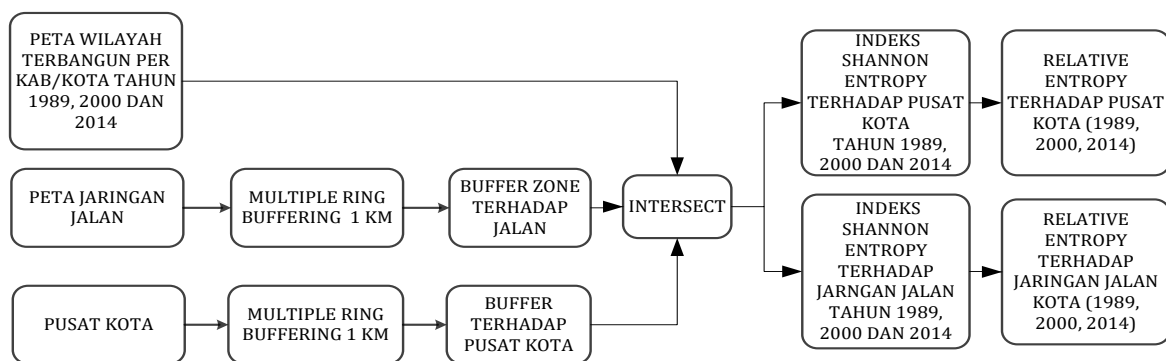 PETA WILAYAH
TERBANGUN PER
KAB/KOTA TAHUN
1989, 2000 DAN
2014
PETA JARINGAN
JALAN
MULTIPLE RING
BUFFERING 1 KM
BUFFER ZONE
TERHADAP
JALAN
PUSAT KOTA
MULTIPLE RING
BUFFERING 1 KM
BUFFER
TERHADAP
PUSAT KOTA
INTERSECT
INDEKS
SHANNON
ENTROPY
TERHADAP PUSAT
KOTA
TAHUN 1989,
2000 DAN 2014
RELATIVE
ENTROPY
TERHADAP PUSAT
KOTA (1989,
2000, 2014)
INDEKS
SHANNON
ENTROPY
TERHADAP
JARNGAN JALAN
TAHUN 1989,
2000 DAN 2014
RELATIVE
ENTROPY
TERHADAP
JARINGAN JALAN
KOTA (1989,
2000, 2014)